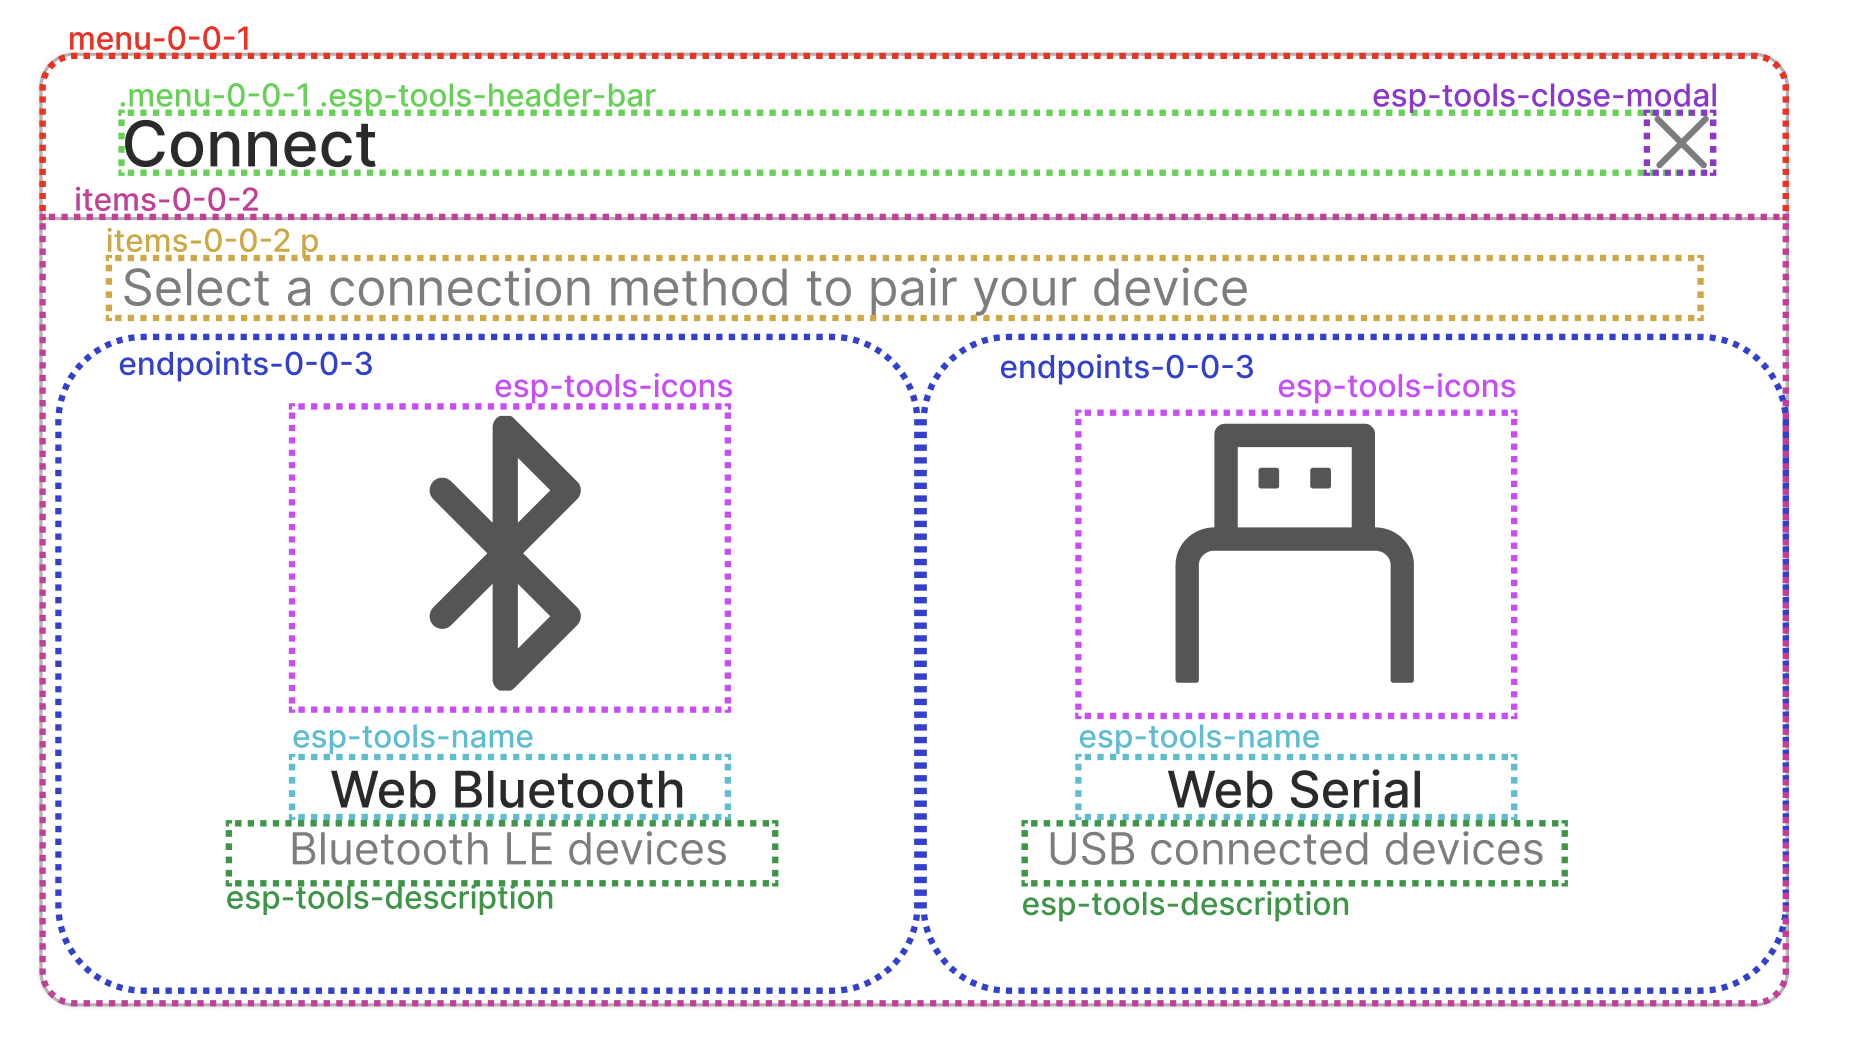 menu-0-0-1
.menu-0-0-1 .esp-tools-header-bar
esp-tools-close-modal
Connect
items-0-0-2
items-0-0-2 p
Select a connection method to pair your device
endpoints-0-0-3
endpoints-0-0-3
esp-tools-icons
esp-tools-icons
esp-tools-name
esp-tools-name
Web Bluetooth
Web Serial
Bluetooth LE devices
USB connected devices
esp-tools-description
esp-tools-description